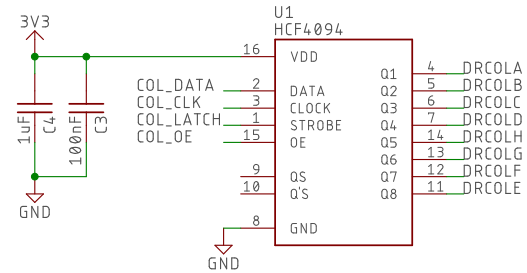 U1
HCF4094
3V3
16 VDD
4 Q1 DRCOLA
COL_DATA 2 DATA
5 Q2 DRCOLB
COL_CLK 3 CLOCK
6 Q3 DRCOLC
COL_LATCH 1 STROBE
7 Q4 DRCOLD
COL_OE 15 OE
14 Q5 DRCOLH
13 Q6 DRCOLG
9 QS
12 Q7 DRCOLF
10 Q'S
11 Q8 DRCOLE
1uF C4
100nF C3
GND
8 GND
GND